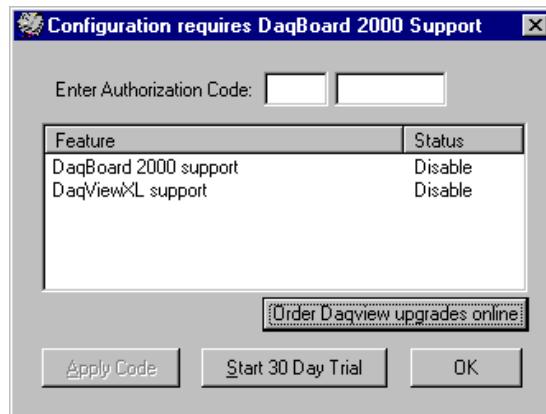 Configuration requires DaqBoard 2000 Support
Enter Authorization Code:
Feature Status
DaqBoard 2000 support Disable
DaqViewXL support Disable
Order Daqview upgrades online
Apply Code Start 30 Day Trial OK